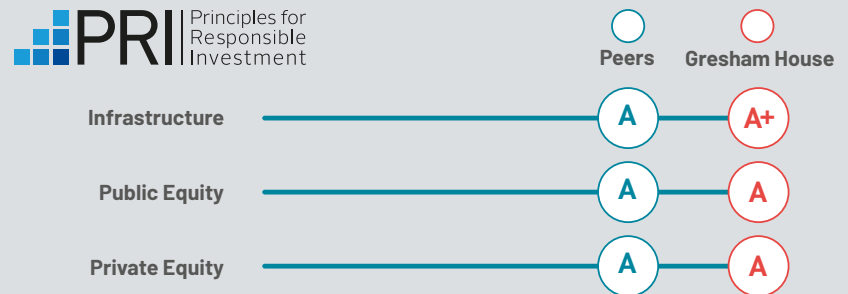 PRI
Principles for
Responsible
Investment
Peers Gresham House
Infrastructure A A+
Public Equity A A
Private Equity A A